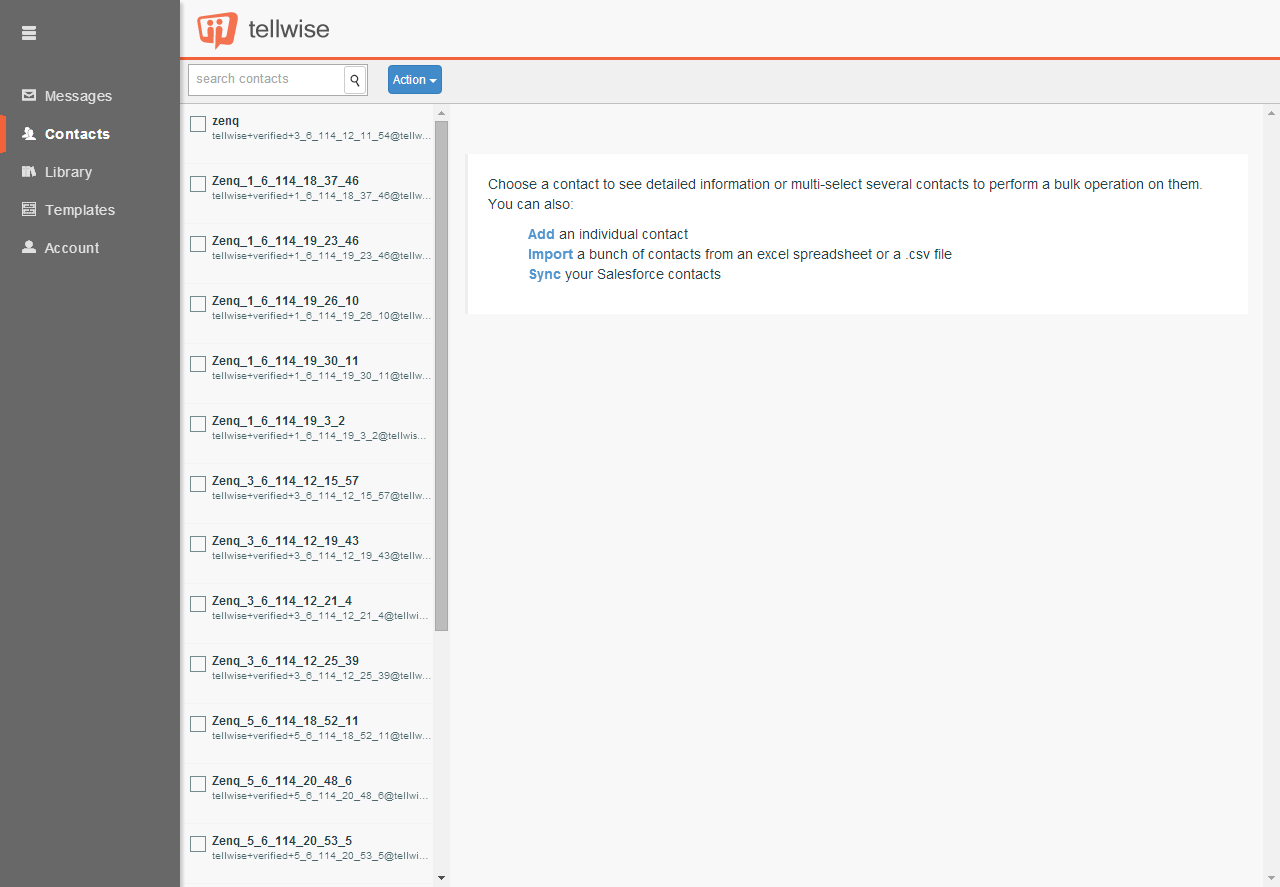 tellwise
search contacts
Action
Messages
Contacts
Library
Templates
Account
zenq
tellwise+verified+3_6_114_12_11_54@tellw...
Zenq_1_6_114_18_37_46
tellwise+verified+1_6_114_18_37_46@tellw...
Zenq_1_6_114_19_23_46
tellwise+verified+1_6_114_19_23_46@tellw...
Zenq_1_6_114_19_26_10
tellwise+verified+1_6_114_19_26_10@tellw...
Zenq_1_6_114_19_30_11
tellwise+verified+1_6_114_19_30_11@tellw...
Zenq_1_6_114_19_3_2
tellwise+verified+1_6_114_19_3_2@tellwis...
Zenq_3_6_114_12_15_57
tellwise+verified+3_6_114_12_15_57@tellw...
Zenq_3_6_114_12_19_43
tellwise+verified+3_6_114_12_19_43@tellw...
Zenq_3_6_114_12_21_4
tellwise+verified+3_6_114_12_21_4@tellwi...
Zenq_3_6_114_12_25_39
tellwise+verified+3_6_114_12_25_39@tellw...
Zenq_5_6_114_18_52_11
tellwise+verified+5_6_114_18_52_11@tellw...
Zenq_5_6_114_20_48_6
tellwise+verified+5_6_114_20_48_6@tellwi...
Zenq_5_6_114_20_53_5
tellwise+verified+5_6_114_20_53_5@tellwi...
Choose a contact to see detailed information or multi-select several contacts to perform a bulk operation on them.
You can also:
Add an individual contact
Import a bunch of contacts from an excel spreadsheet or a .csv file
Sync your Salesforce contacts